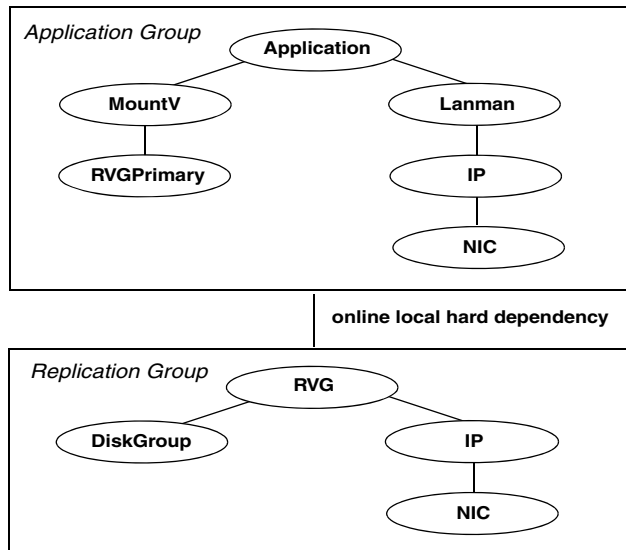 Application Group
Application
MountV
Lanman
RVGPrimary
IP
NIC
online local hard dependency
Replication Group
RVG
DiskGroup
IP
NIC